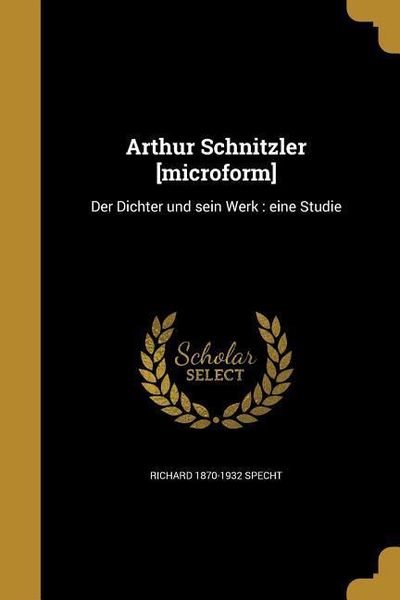 Arthur Schnitzler
[microform]
Der Dichter und sein Werk : eine Studie
Scholar
SELECT
RICHARD 1870-1932 SPECHT